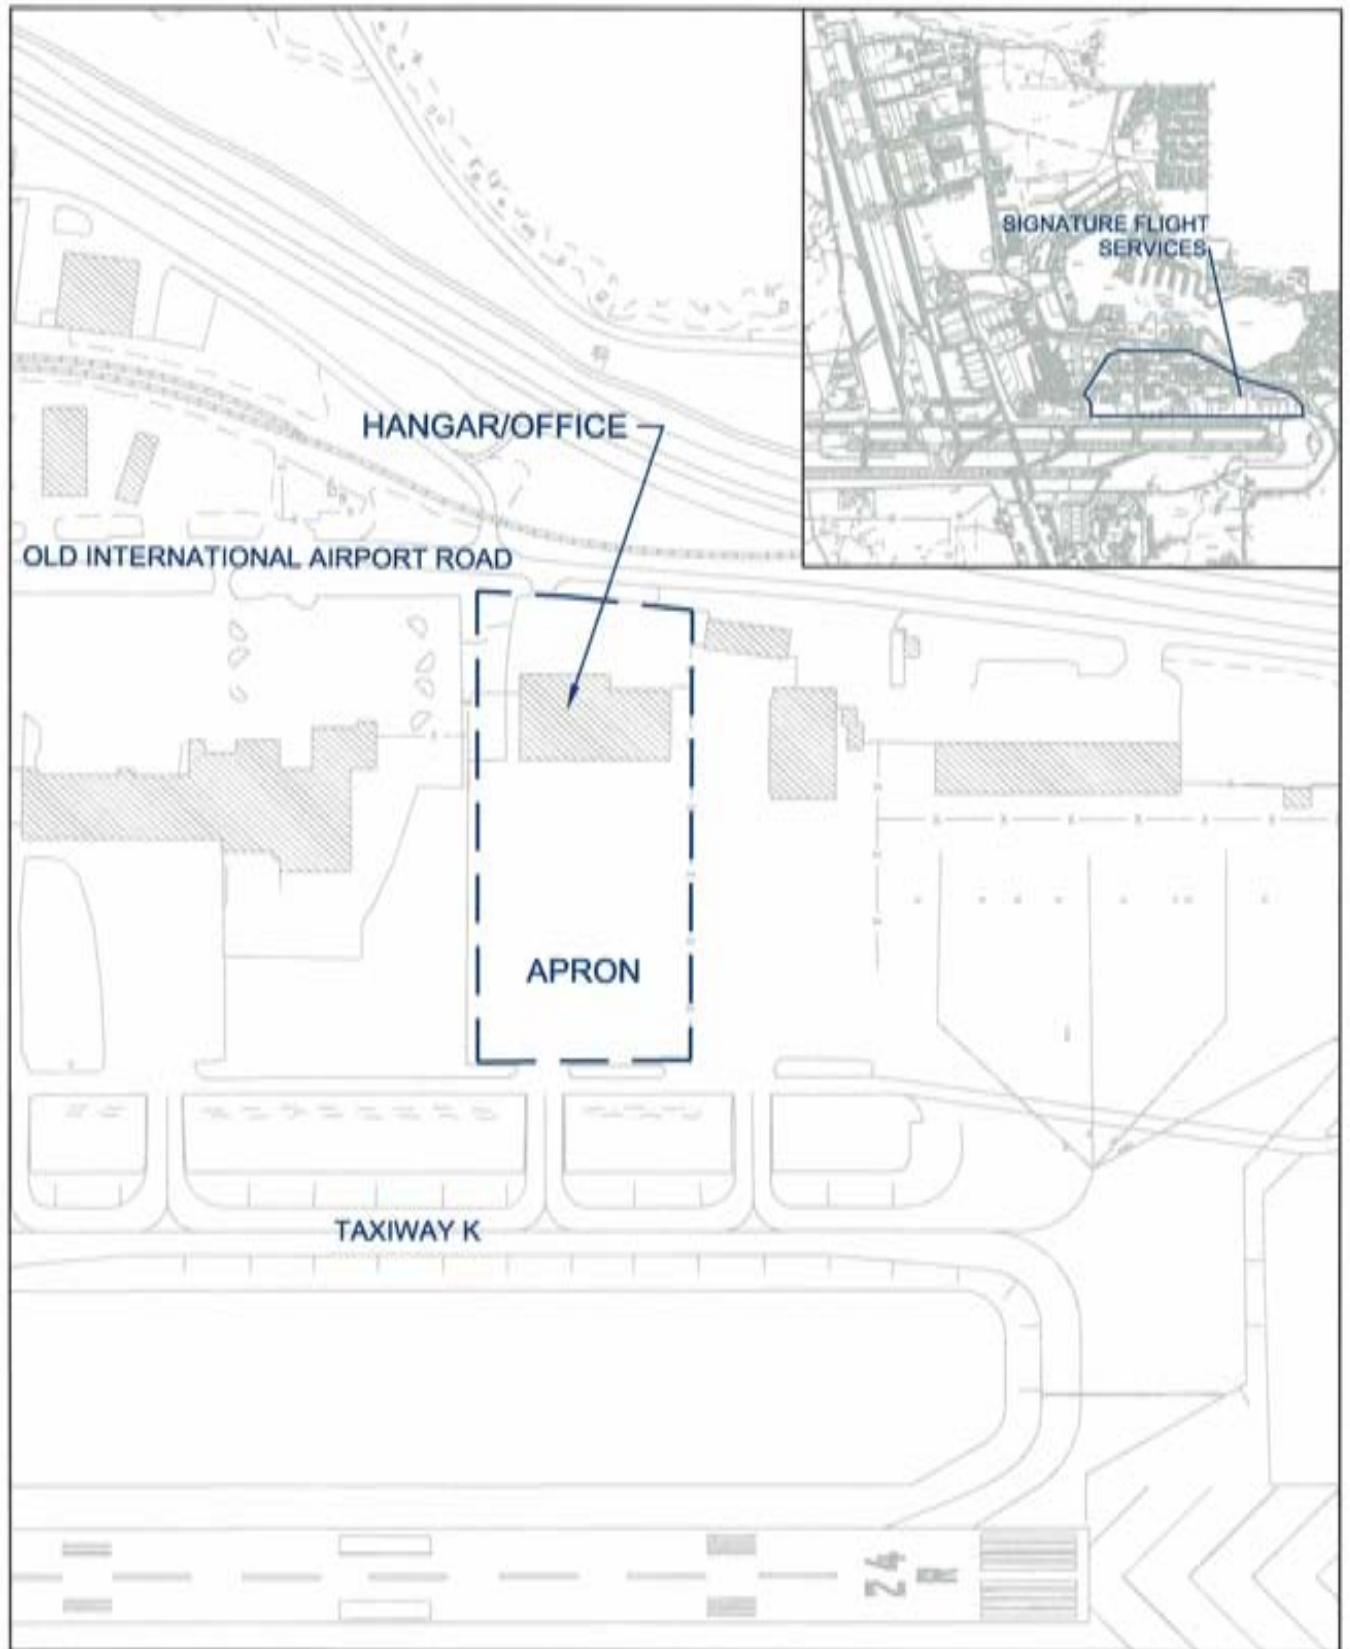 SIGNATURE FLIGHT
SERVICES
HANGAR/OFFICE
OLD INTERNATIONAL AIRPORT ROAD
APRON
TAXIWAY K
24
R